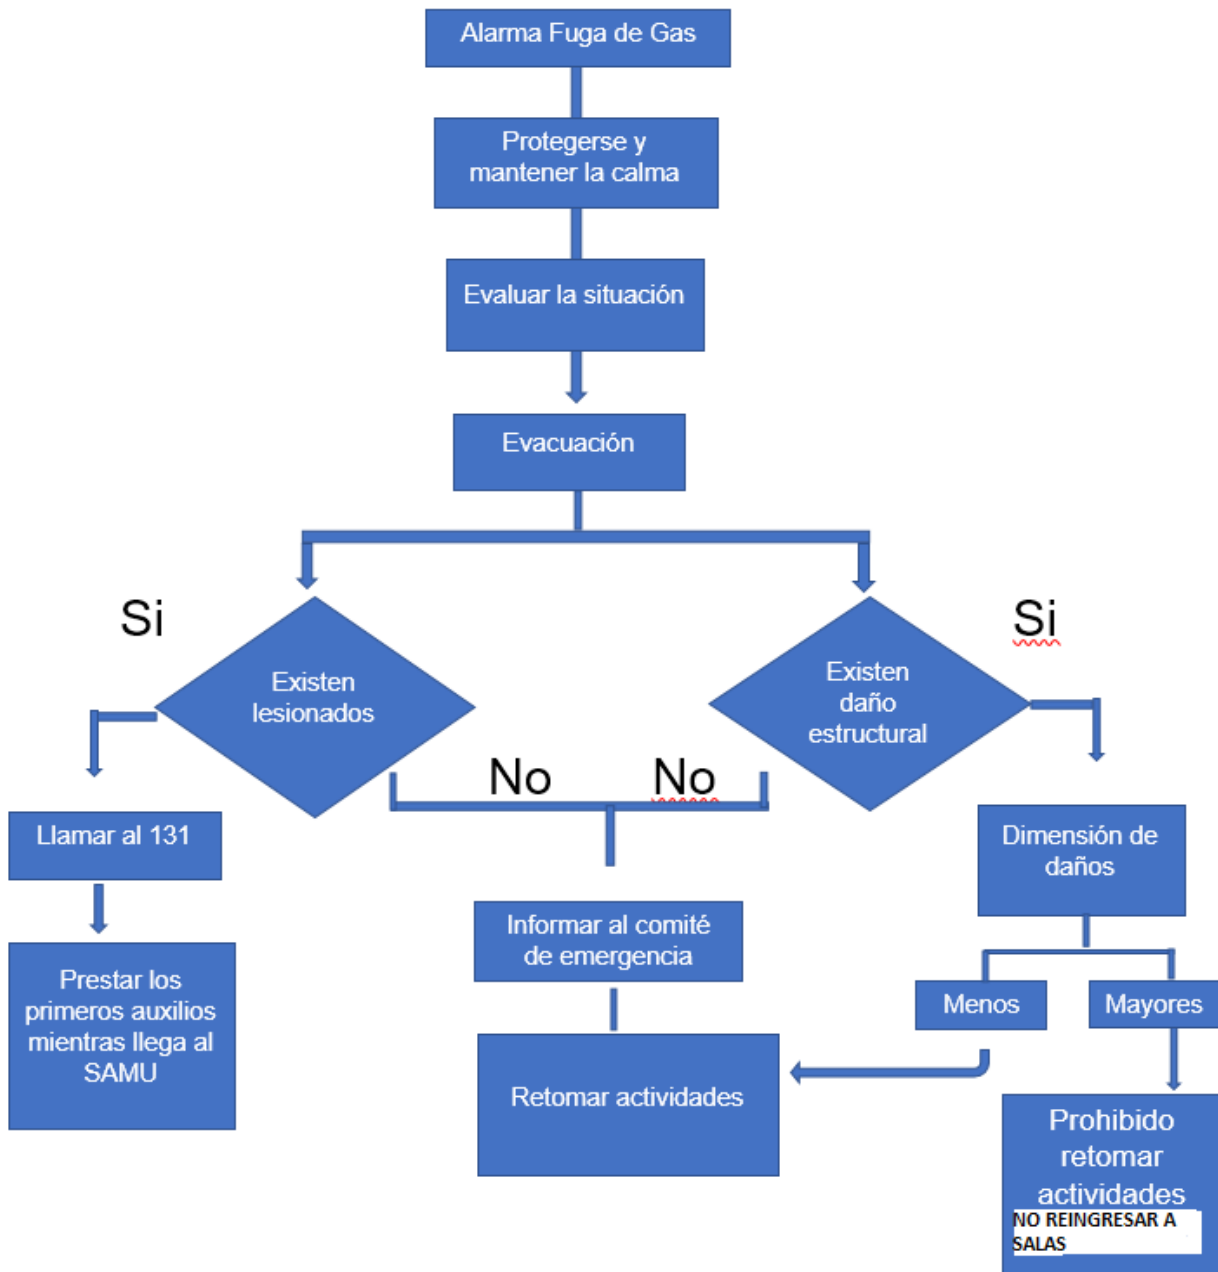 Alarma Fuga de Gas
Protegerse y
mantener la calma
Evaluar la situación
Evacuación
Si
Si
Existen
lesionados
Existen
daño
estructural
No
No
Llamar al 131
Dimensión de
daños
Informar al comité
de emergencia
Prestar los
primeros auxilios
mientras llega al
SAMU
Menos
Mayores
Retomar actividades
Prohibido
retomar
actividades
NO REINGRESAR A
SALAS